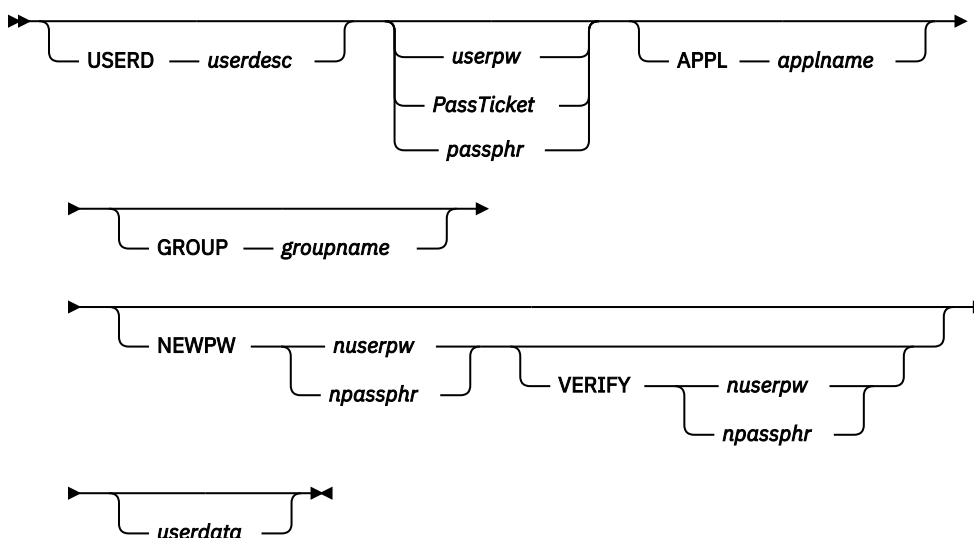 USERD userdesc userpw APPL applname
PassTicket
passphr
GROUP groupname
NEWPW nuserpw VERIFY nuserpw
npassphr npassphr
userdata